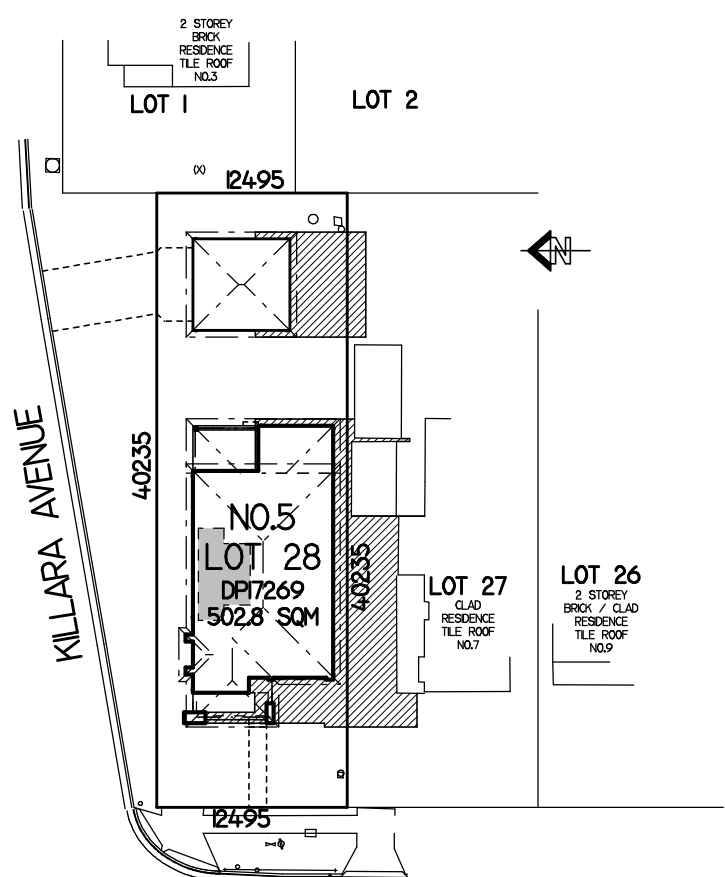 2 STOREY
BRICK
RESIDENCE
TILE ROOF
NO.3
LOT 1
LOT 2
(X)
12495
N
40235
KILLARA AVENUE
NO.5
LOT 28
DP17269
502.8 SQM
40235
LOT 27
CLAD
RESIDENCE
TILE ROOF
NO.7
LOT 26
2 STOREY
BRICK / CLAD
RESIDENCE
TILE ROOF
NO.9
12495